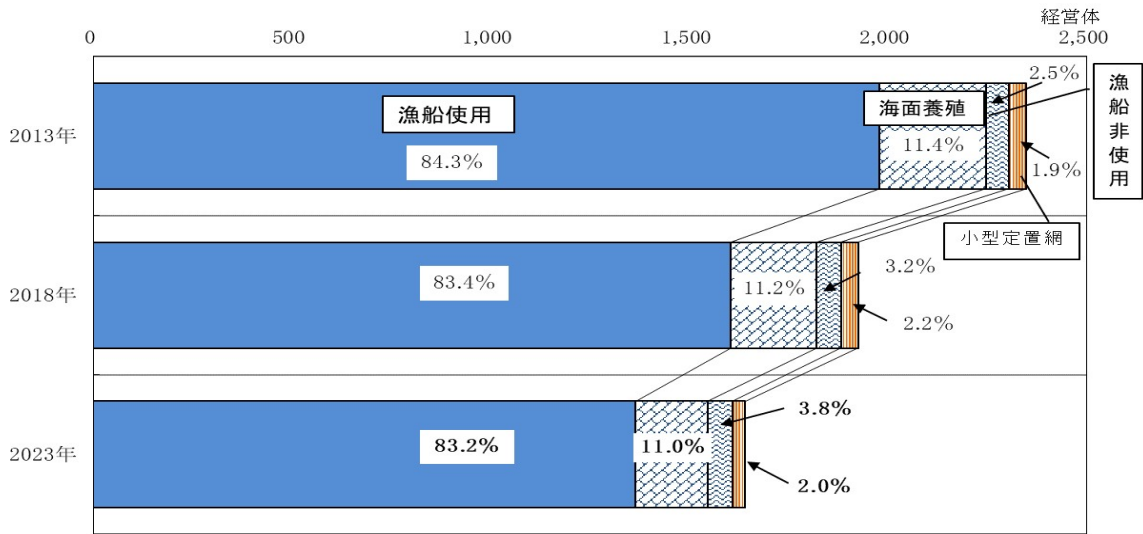 経営体
0 500 1,000 1,500 2,000 2,500
2013年
漁船使用
84.3%
海面養殖
11.4%
2.5%
1.9%
漁船非使用
小型定置網
2018年
83.4%
11.2%
3.2%
2.2%
2023年
83.2%
11.0%
3.8%
2.0%